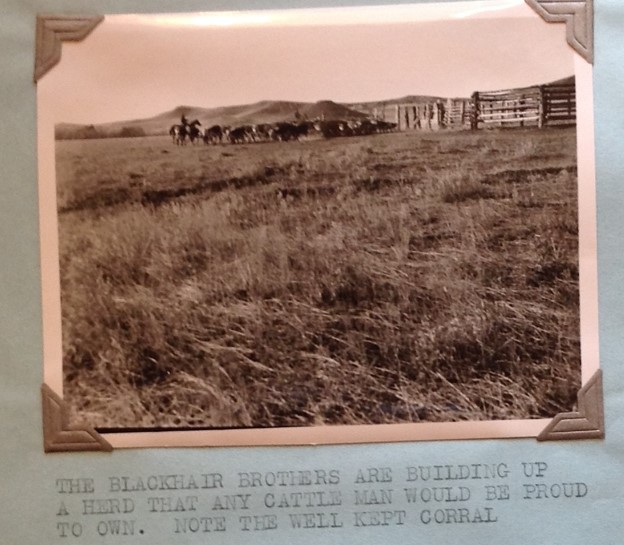 THE BLACKHAIR BROTHERS ARE BUILDING UP
A HERD THAT ANY CATTLE MAN WOULD BE PROUD
TO OWN. NOTE THE WELL KEPT CORRAL